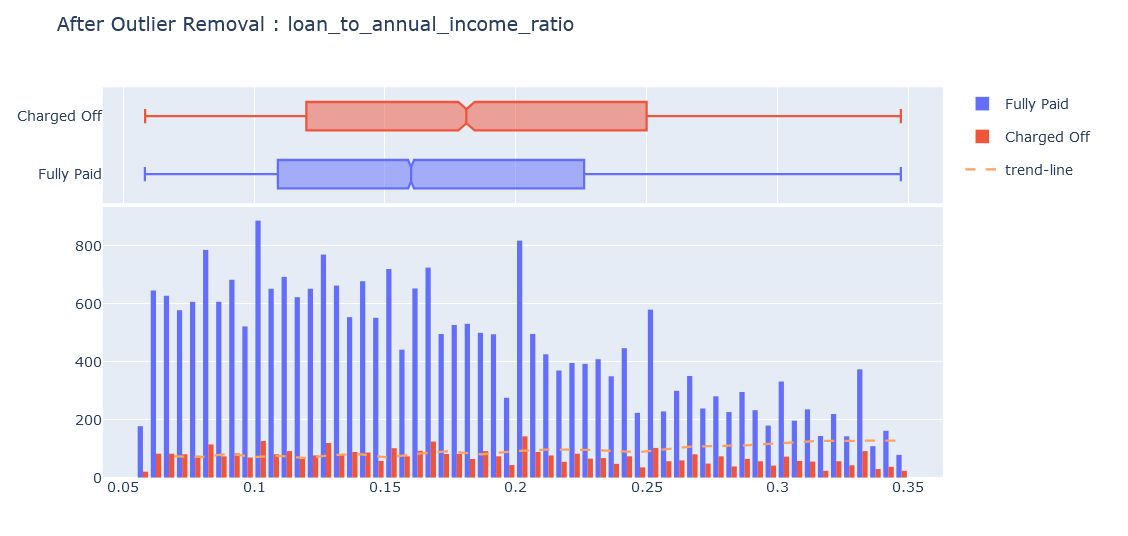 After Outlier Removal : loan_to_annual_income_ratio
Charged Off
Fully Paid
Fully Paid
Charged Off
trend-line
800
600
400
200
0
0.05 0.1 0.15 0.2 0.25 0.3 0.35